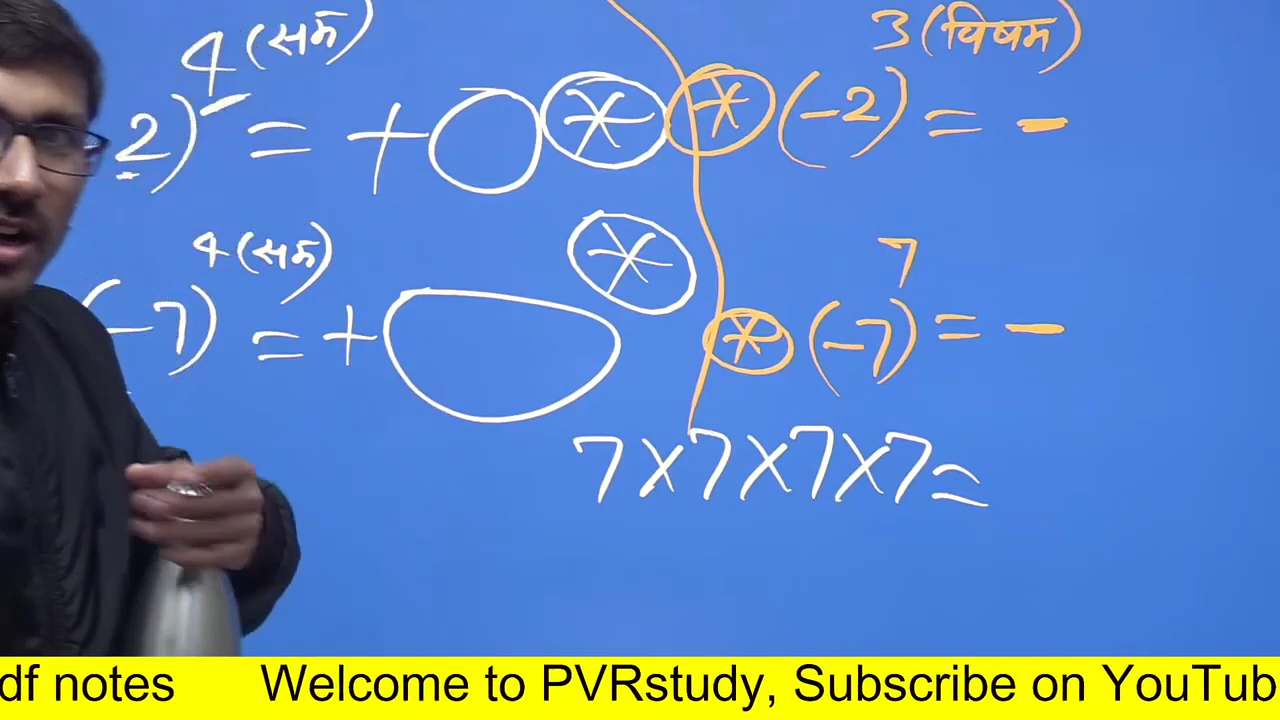 4 (सम)
2) = + * * (-2) = -
3 (विषम)
4 (सम)
(-7) = + *
7
* (-7) = -
7×7×7×7=
df notes Welcome to PVRstudy, Subscribe on YouTub